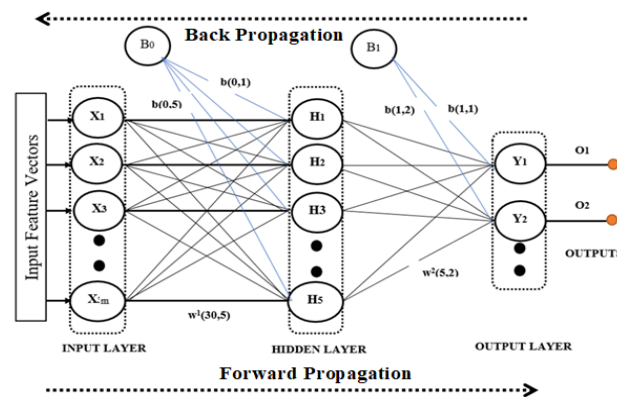 Back Propagation
B0
B1
b(0,1)
b(0,5)
b(1,2)
b(1,1)
Input Feature Vectors
X1
X2
X3
X:m
H1
H2
H3
H5
Y1
Y2
O1
O2
OUTPUTS
w¹(30,5)
w²(5,2)
INPUT LAYER
HIDDEN LAYER
OUTPUT LAYER
Forward Propagation